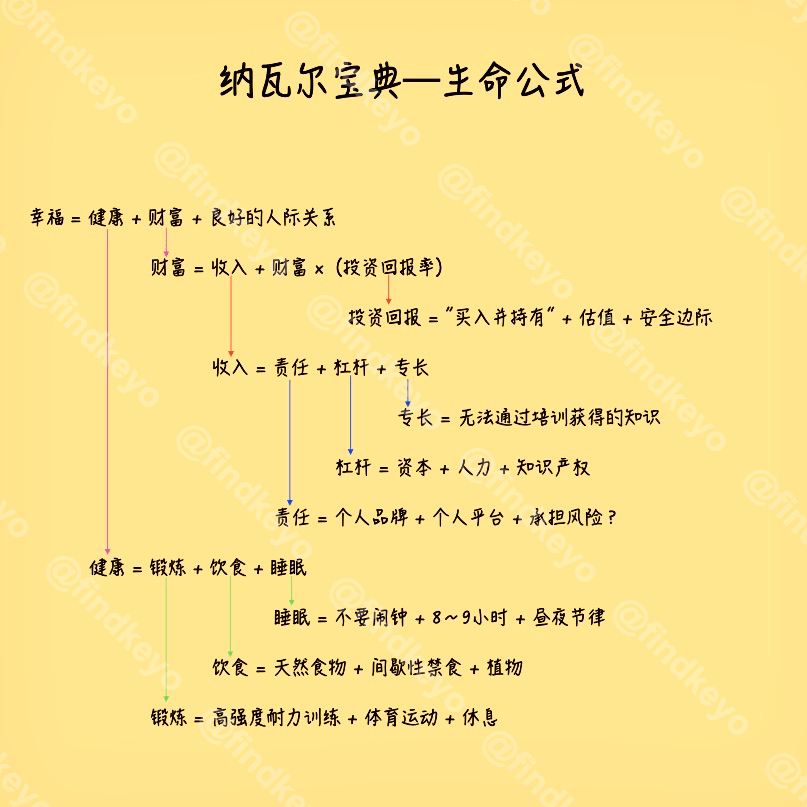 纳瓦尔宝典—生命公式
幸福 = 健康 + 财富 + 良好的人际关系
财富 = 收入 + 财富 × (投资回报率)
投资回报 = "买入并持有" + 估值 + 安全边际
收入 = 责任 + 杠杆 + 专长
专长 = 无法通过培训获得的知识
杠杆 = 资本 + 人力 + 知识产权
责任 = 个人品牌 + 个人平台 + 承担风险?
健康 = 锻炼 + 饮食 + 睡眠
睡眠 = 不要闹钟 + 8~9小时 + 昼夜节律
饮食 = 天然食物 + 间歇性禁食 + 植物
锻炼 = 高强度耐力训练 + 体育运动 + 休息
@findkeyo